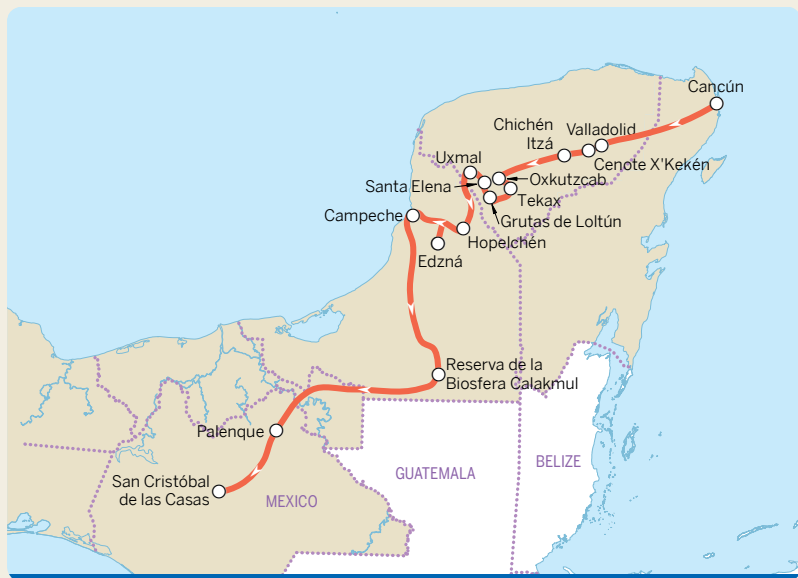 Cancún
Chichén
Itzá
Valladolid
Cenote X'Kekén
Uxmal
Oxkutzcab
Santa Elena
Tekax
Grutas de Loltún
Campeche
Hopelchén
Edzná
Reserva de la
Biosfera Calakmul
Palenque
GUATEMALA
BELIZE
San Cristóbal
de las Casas
MEXICO